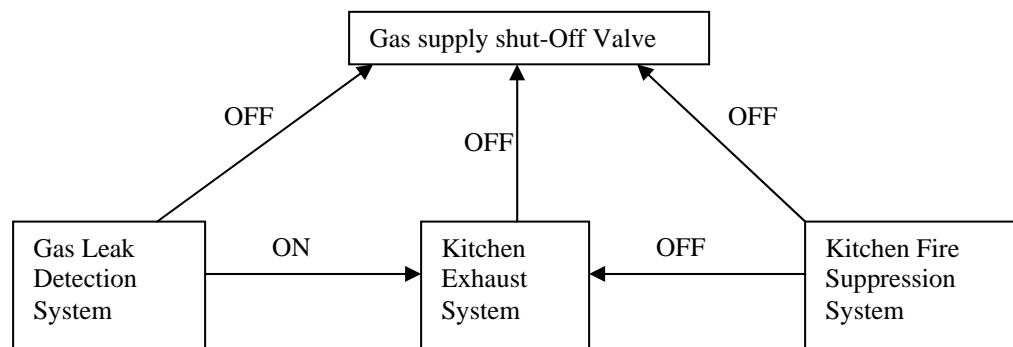 Gas supply shut-Off Valve
OFF
OFF
OFF
Gas Leak
Detection
System
ON
Kitchen
Exhaust
System
OFF
Kitchen Fire
Suppression
System